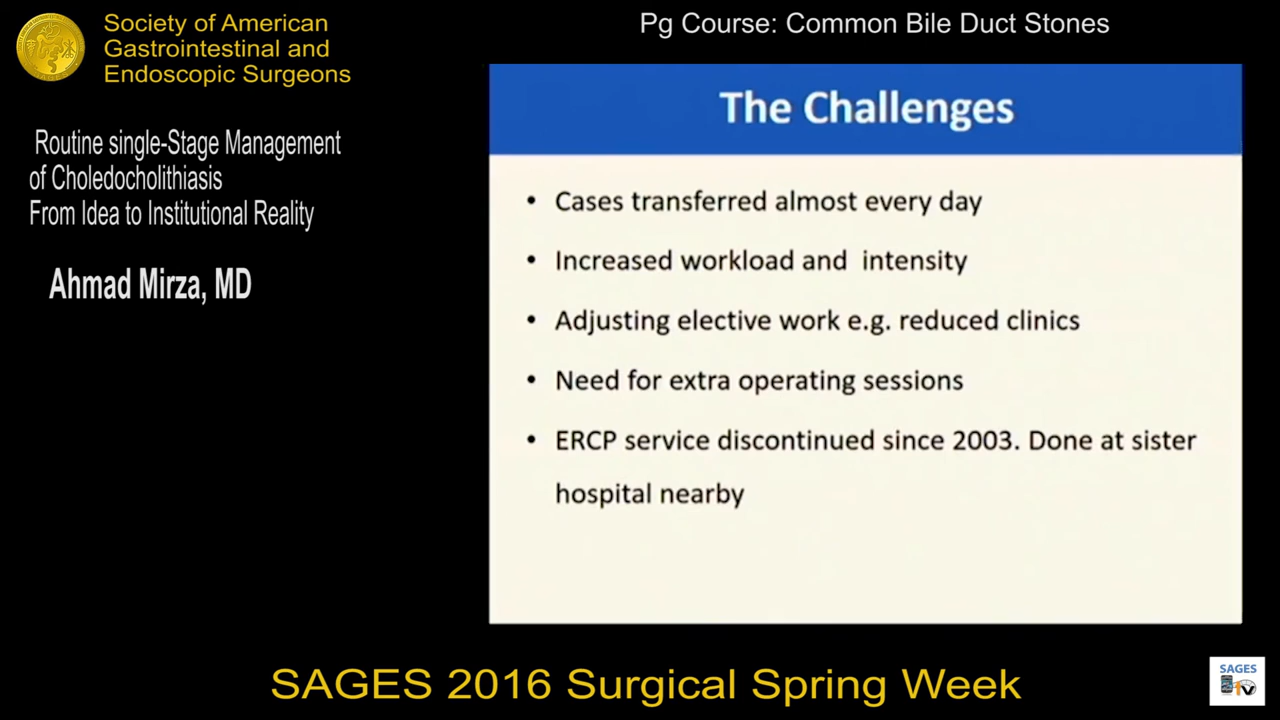 Society of American
Gastrointestinal and
Endoscopic Surgeons
Pg Course: Common Bile Duct Stones
Routine single-Stage Management
of Choledocholithiasis
From Idea to Institutional Reality
Ahmad Mirza, MD
The Challenges
• Cases transferred almost every day
• Increased workload and intensity
• Adjusting elective work e.g. reduced clinics
• Need for extra operating sessions
• ERCP service discontinued since 2003. Done at sister
hospital nearby
SAGES 2016 Surgical Spring Week
SAGES